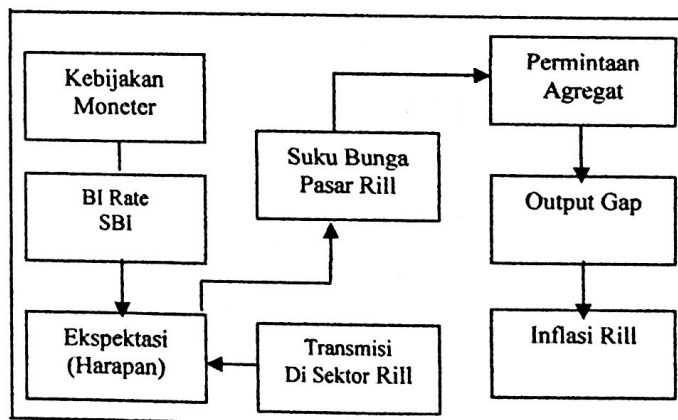 Kebijakan
Moneter
BI Rate
SBI
Ekspektasi
(Harapan)
Transmisi
Di Sektor Rill
Suku Bunga
Pasar Rill
Permintaan
Agregat
Output Gap
Inflasi Rill